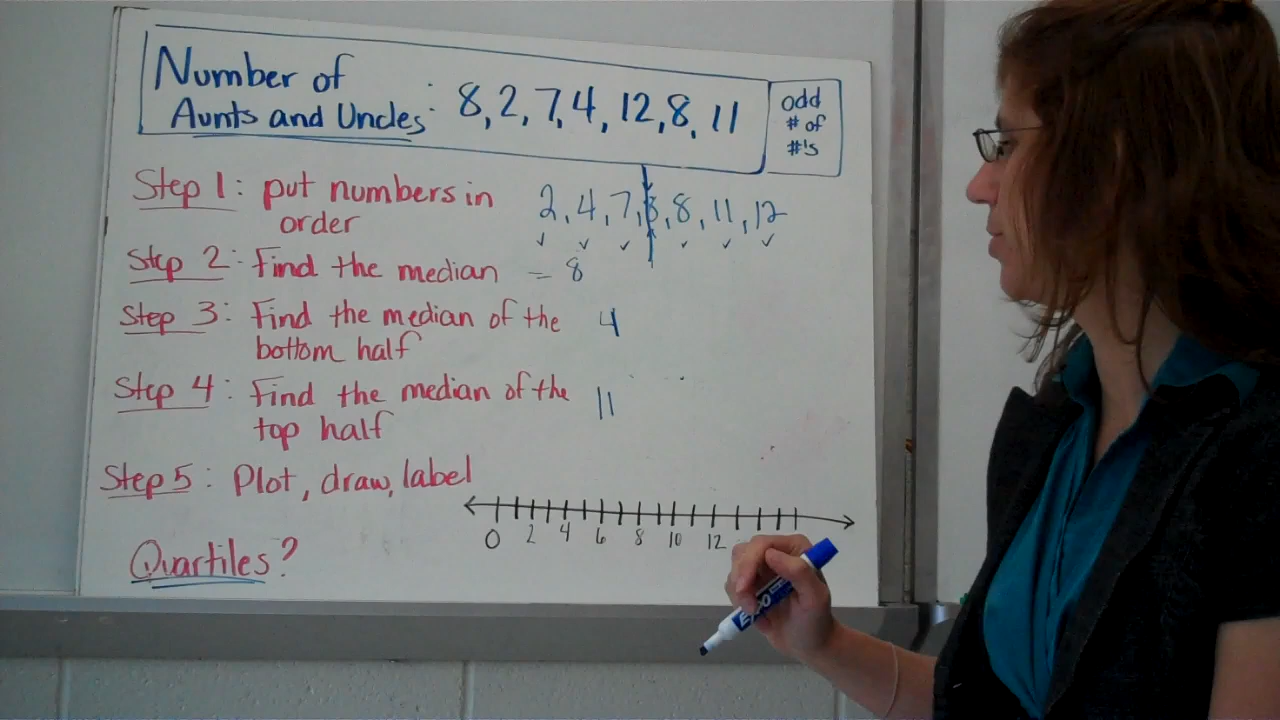 Number of
Aunts and Uncles: 8, 2, 7, 4, 12, 8, 11
odd
# of
#'s
Step 1: put numbers in
order
2, 4, 7, 8, 8, 11, 12
Step 2: Find the median = 8
Step 3: Find the median of the 4
bottom half
Step 4: Find the median of the 11
top half
Step 5: Plot, draw, label
0 2 4 6 8 10 12
Quartiles?
EXPO